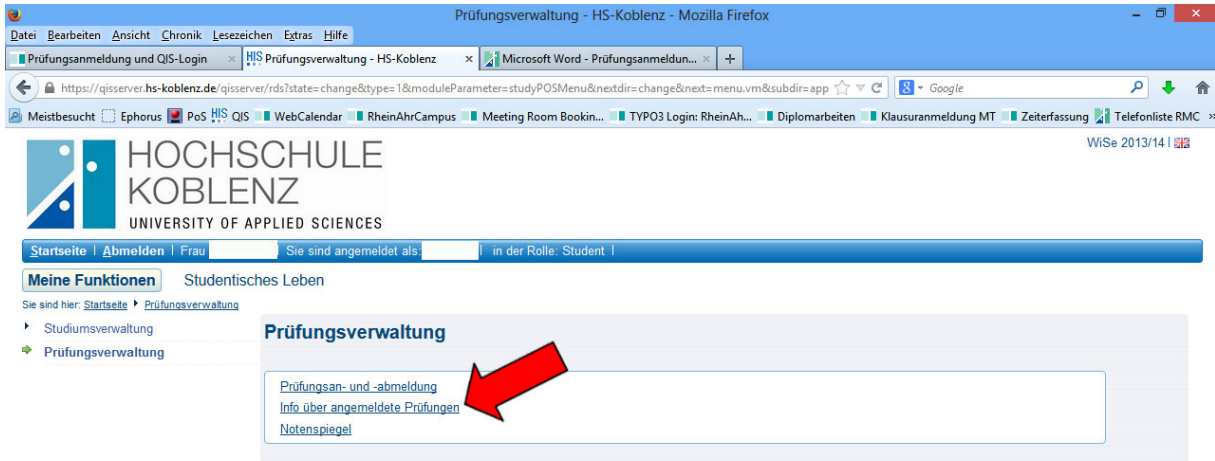 Prüfungsverwaltung - HS-Koblenz - Mozilla Firefox
Datei Bearbeiten Ansicht Chronik Lesezeichen Extras Hilfe
Prüfungsanmeldung und QIS-Login × HIS Prüfungsverwaltung - HS-Koblenz × Microsoft Word - Prüfungsanmeldun... × +
https://qisserver.hs-koblenz.de/qisserver/rds?state=change&type=1&moduleParameter=studyPOSMenu&nextdir=change&next=menu.vm&subdir=app 8 Google
Meistbesucht Ephorus PoS HIS QIS WebCalendar RheinAhrCampus Meeting Room Bookin... TYPO3 Login: RheinAh... Diplomarbeiten Klausuranmeldung MT Zeiterfassung Telefonliste RMC »
WiSe 2013/14 |
HOCHSCHULE
KOBLENZ
UNIVERSITY OF APPLIED SCIENCES
Startseite | Abmelden | Frau Sie sind angemeldet als: | in der Rolle: Student |
Meine Funktionen Studentisches Leben
Sie sind hier: Startseite Prüfungsverwaltung
Studiumsverwaltung
Prüfungsverwaltung
Prüfungsverwaltung
Prüfungsan- und -abmeldung
Info über angemeldete Prüfungen
Notenspiegel